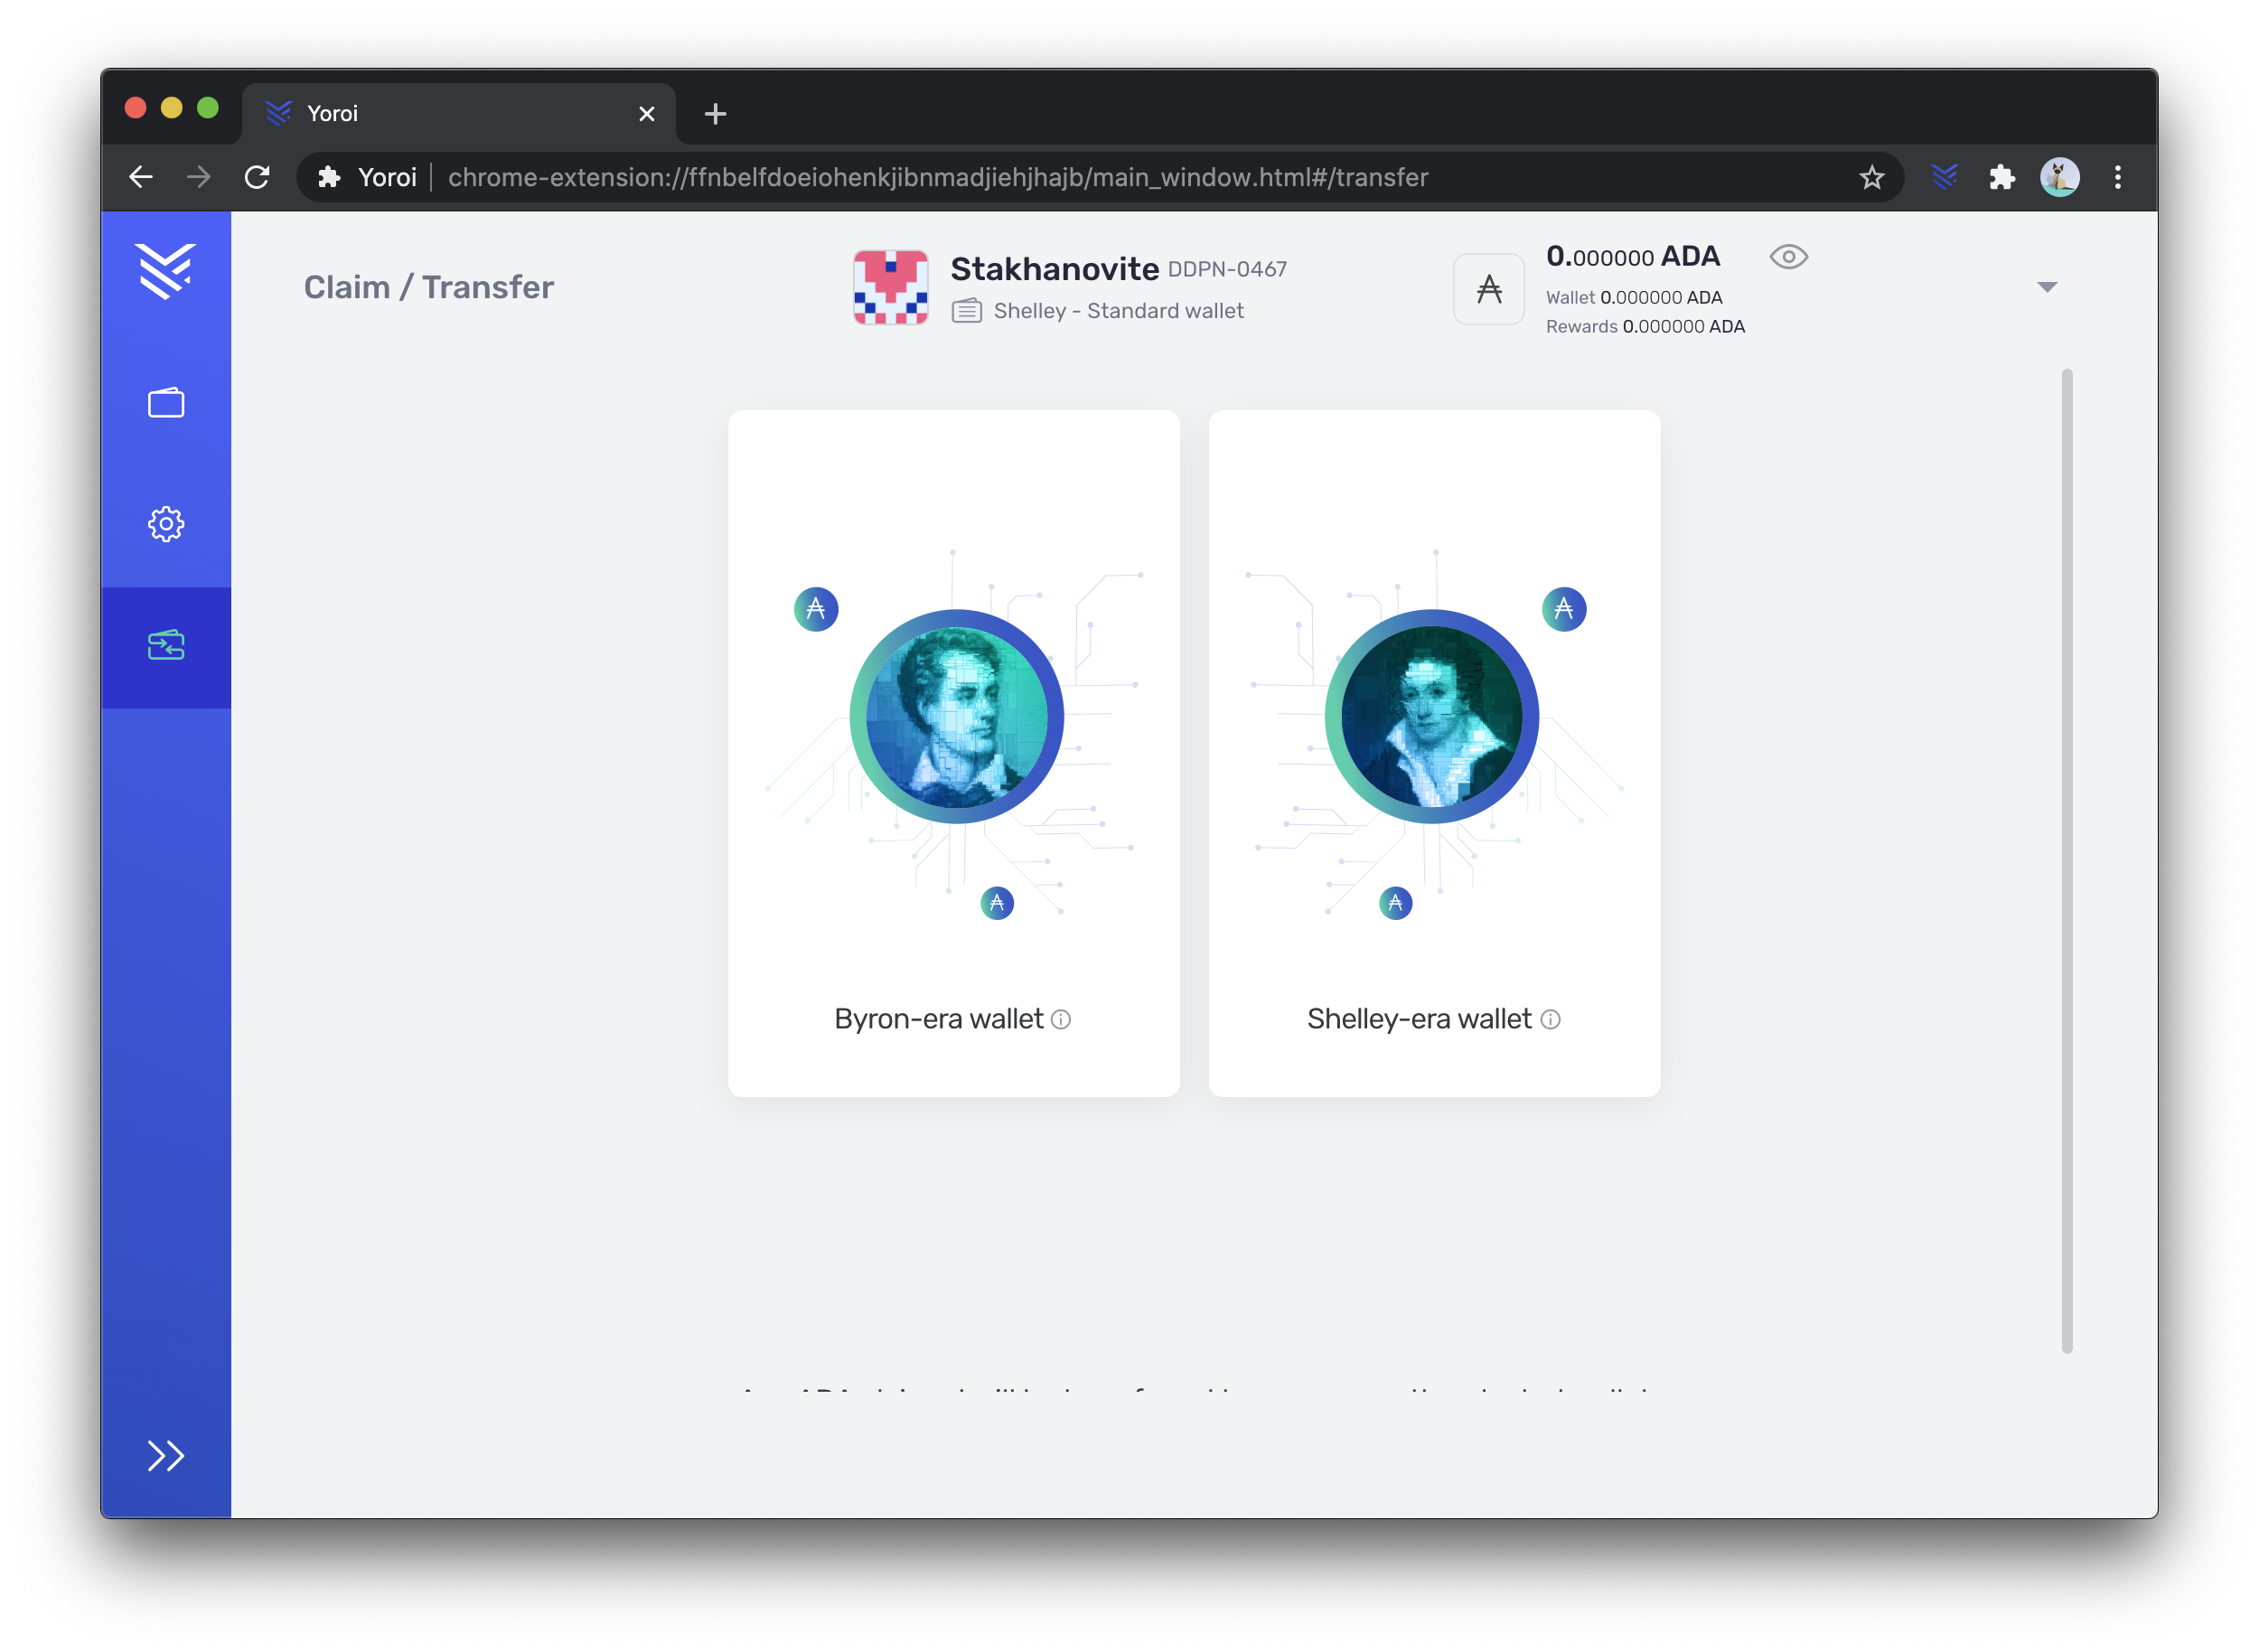 Yoroi
Yoroi chrome-extension://ffnbelfdoeiohenkjibnmadjiehjhajb/main_window.html#/transfer
Claim / Transfer
Stakhanovite DDPN-0467
Shelley - Standard wallet
0.000000 ADA
Wallet 0.000000 ADA
Rewards 0.000000 ADA
Byron-era wallet
Shelley-era wallet